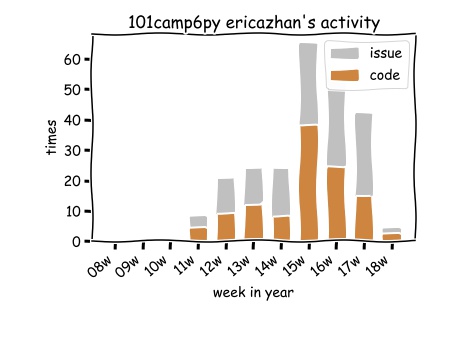 101camp6py ericazhan's activity
issue
code
times
60
50
40
30
20
10
0
08w 09w 10w 11w 12w 13w 14w 15w 16w 17w 18w
week in year